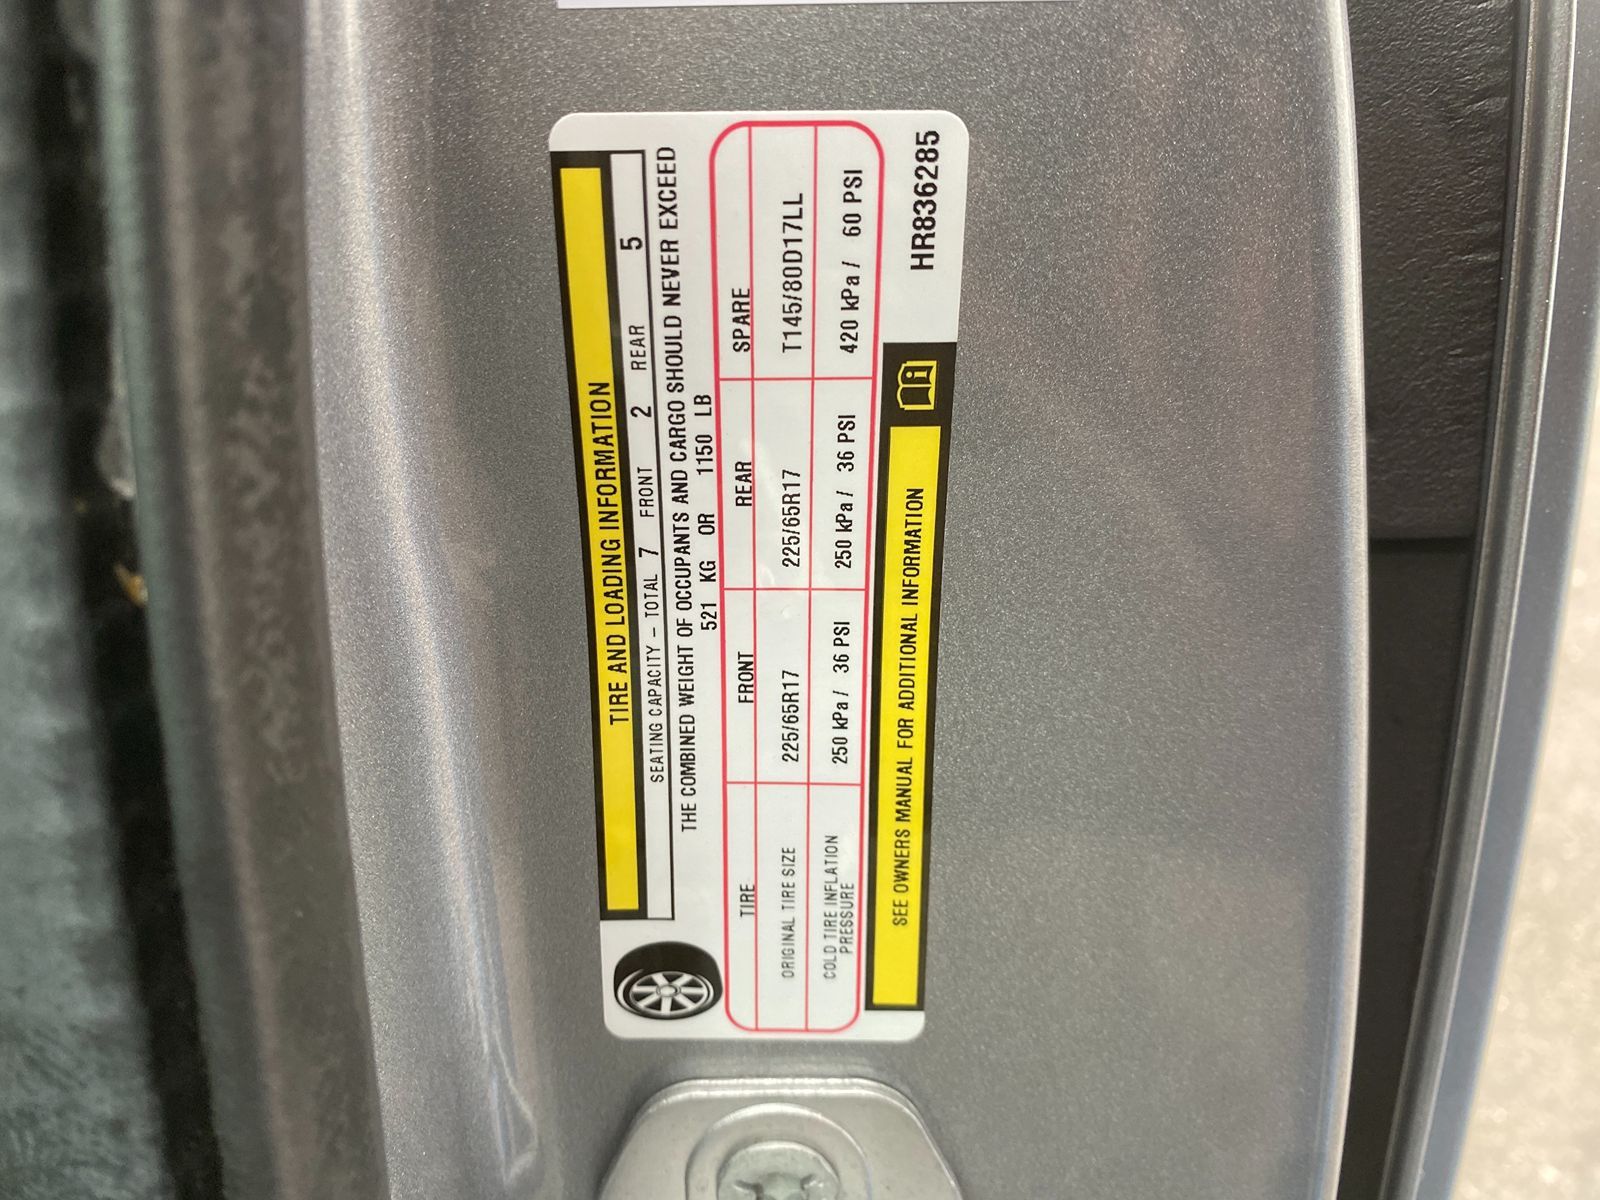 TIRE AND LOADING INFORMATION
SEATING CAPACITY – TOTAL 7 FRONT 2 REAR 5
THE COMBINED WEIGHT OF OCCUPANTS AND CARGO SHOULD NEVER EXCEED
521 KG OR 1150 LB
TIRE FRONT REAR SPARE
ORIGINAL TIRE SIZE 225/65R17 225/65R17 T145/80D17LL
COLD TIRE INFLATION
PRESSURE 250 kPa / 36 PSI 250 kPa / 36 PSI 420 kPa / 60 PSI
SEE OWNERS MANUAL FOR ADDITIONAL INFORMATION
HR836285